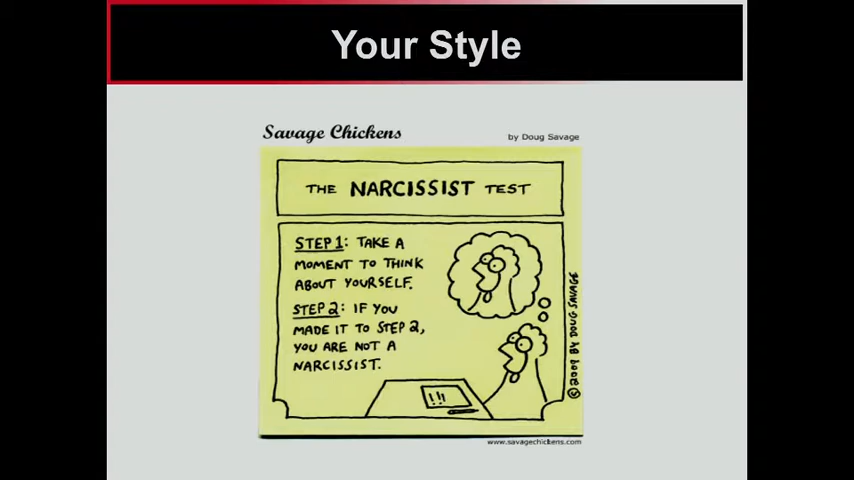 Your Style
Savage Chickens
by Doug Savage
THE NARCISSIST TEST
STEP 1: TAKE A
MOMENT TO THINK
ABOUT YOURSELF.
STEP 2: IF YOU
MADE IT TO STEP 2,
YOU ARE NOT A
NARCISSIST.
©2009 BY DOUG SAVAGE
www.savagechickens.com